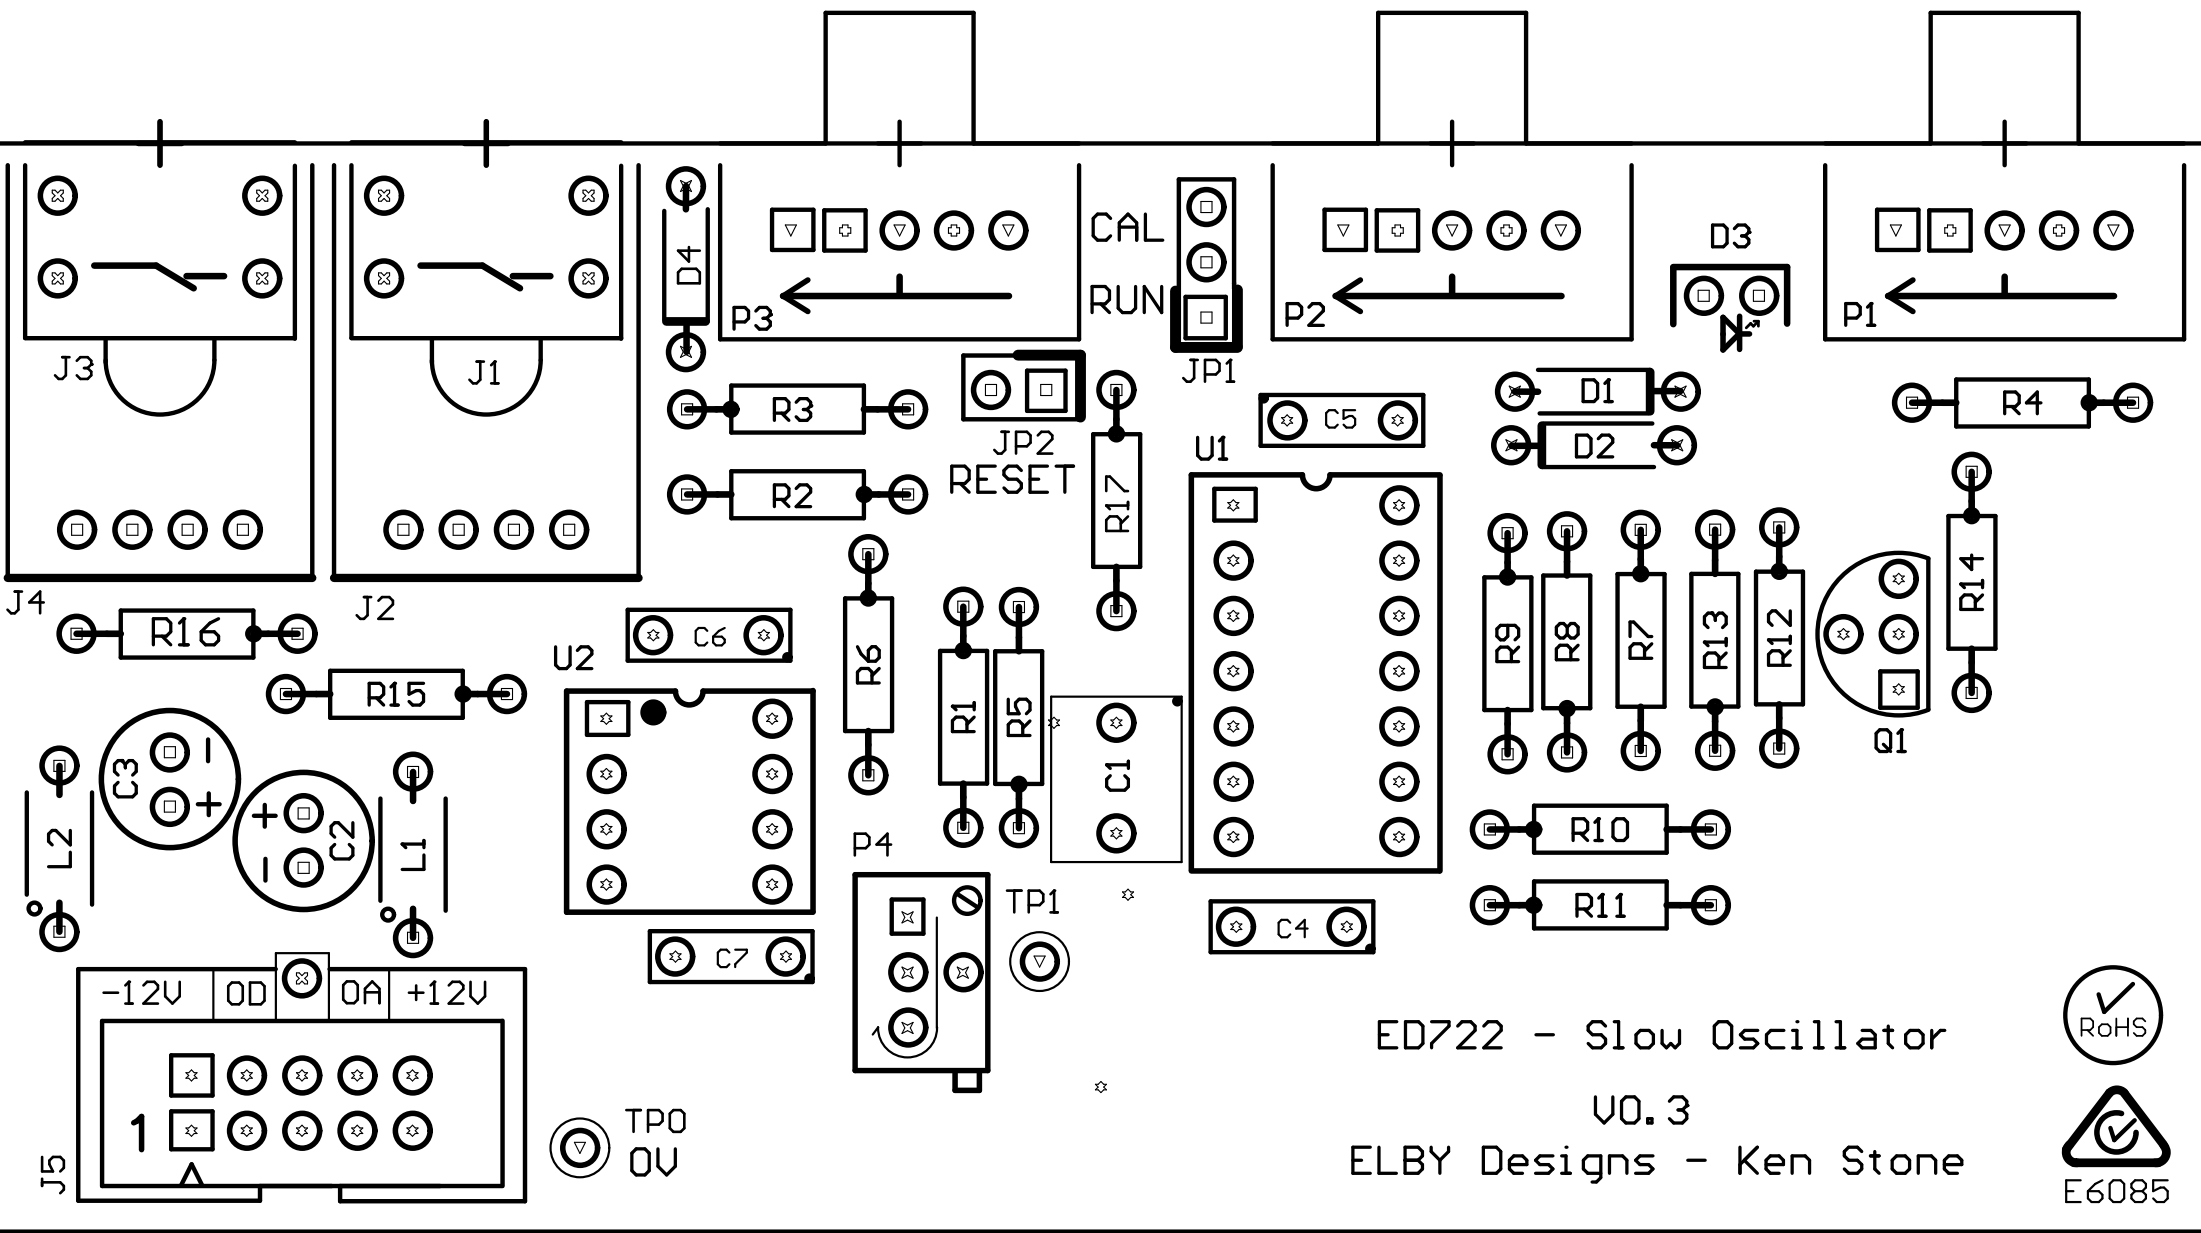 D3
CAL
D4
RUN
P3
P2
P1
J3
J1
JP1
D1
R3
R4
C5
JP2
U1
D2
RESET
R2
R17
R14
J4
J2
R16
C6
R9
R8
R7
R13
R12
U2
R6
R15
R1
R5
Q1
C3
C1
L2
C2
L1
R10
P4
TP1
R11
C4
C7
-12V
0D
0A
+12V
RoHS
ED722 - Slow Oscillator
V0.3
TP0
1
0V
ELBY Designs - Ken Stone
J5
E6085